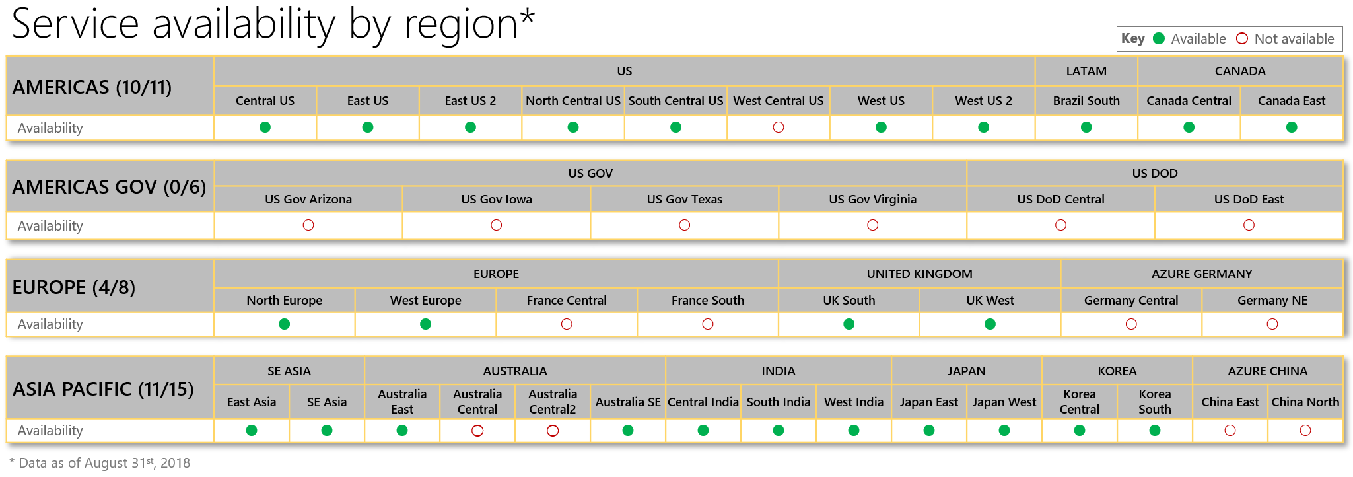 Service availability by region*
Key Available Not available
AMERICAS (10/11)
US LATAM CANADA
Central US East US East US 2 North Central US South Central US West Central US West US West US 2 Brazil South Canada Central Canada East
Availability
AMERICAS GOV (0/6)
US GOV US DOD
US Gov Arizona US Gov Iowa US Gov Texas US Gov Virginia US DoD Central US DoD East
Availability
EUROPE (4/8)
EUROPE UNITED KINGDOM AZURE GERMANY
North Europe West Europe France Central France South UK South UK West Germany Central Germany NE
Availability
ASIA PACIFIC (11/15)
SE ASIA AUSTRALIA INDIA JAPAN KOREA AZURE CHINA
East Asia SE Asia Australia East Australia Central Australia Central2 Australia SE Central India South India West India Japan East Japan West Korea Central Korea South China East China North
Availability
* Data as of August 31st, 2018